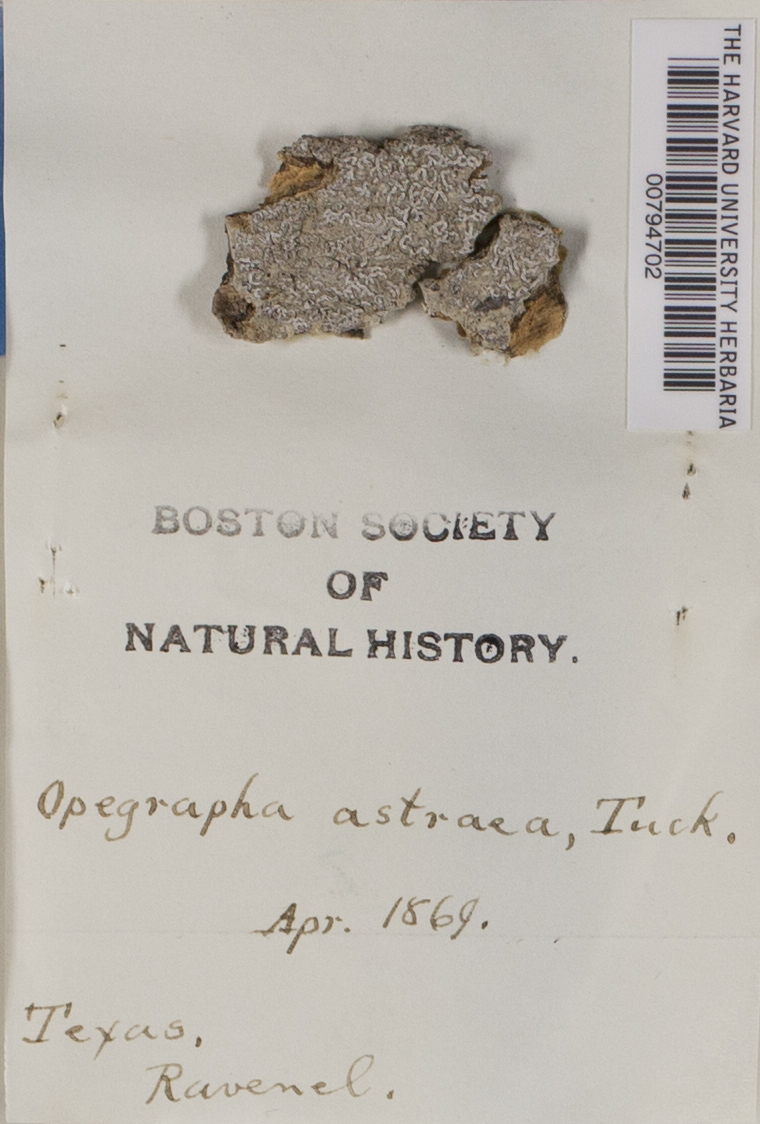 THE HARVARD UNIVERSITY HERBARIA
00794702
BOSTON SOCIETY
OF
NATURAL HISTORY.
Opegrapha astraea, Tuck.
Apr. 1869.
Texas.
Ravenel.